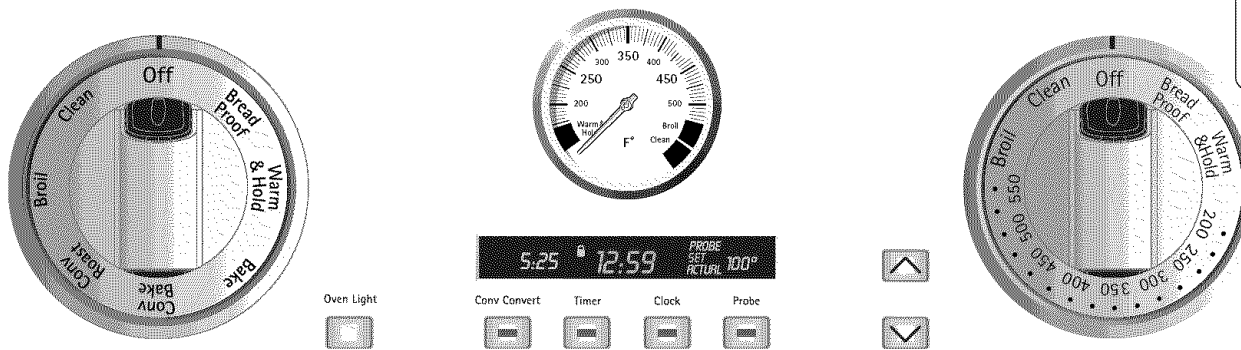 Off
Bread Proof
Warm & Hold
Bake
Conv Bake
Conv Roast
Broil
Clean
200
250
300
350
450
500
Warm & Hold
Broil
Clean
F°
5:25 12:59 PROBE SET ACTUAL 100°
Oven Light
Conv Convert Timer Clock Probe
Off
Bread Proof
Warm &Hold
200
250
300
350
400
450
500
550
Broil
Clean